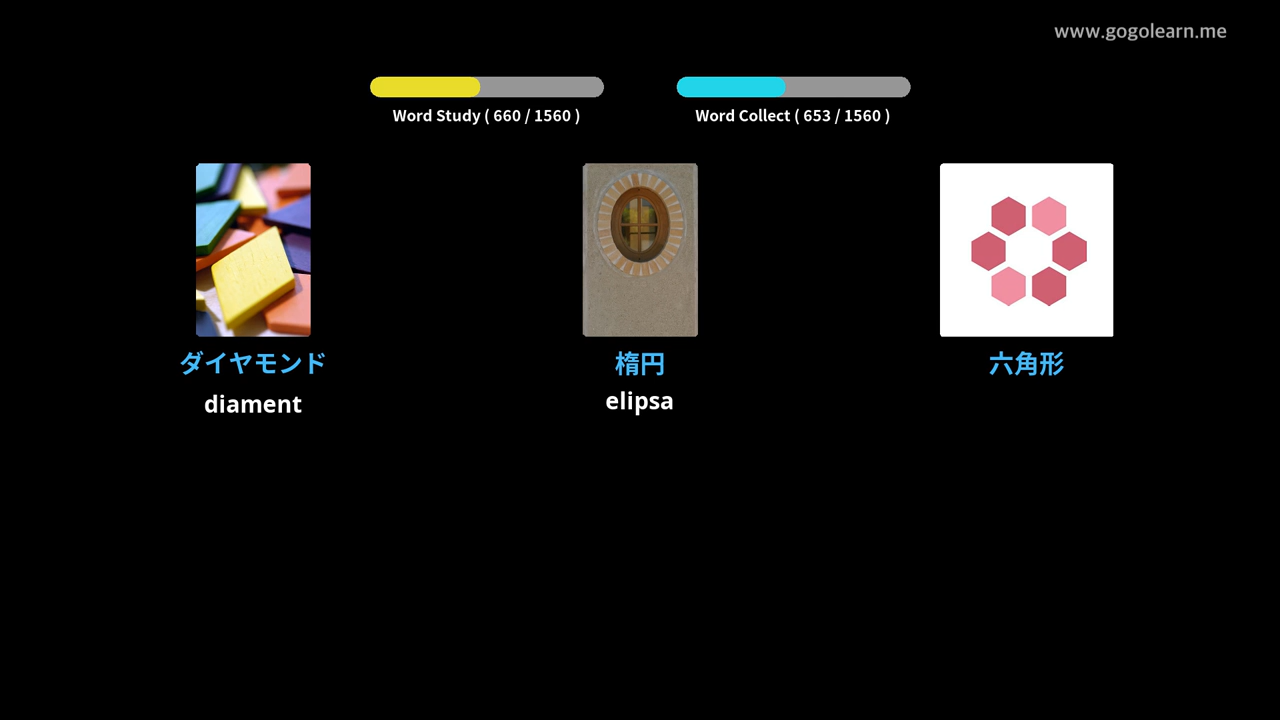 www.gogolearn.me
Word Study ( 660 / 1560 )
Word Collect ( 653 / 1560 )
ダイヤモンド
楕円
六角形
diament
elipsa